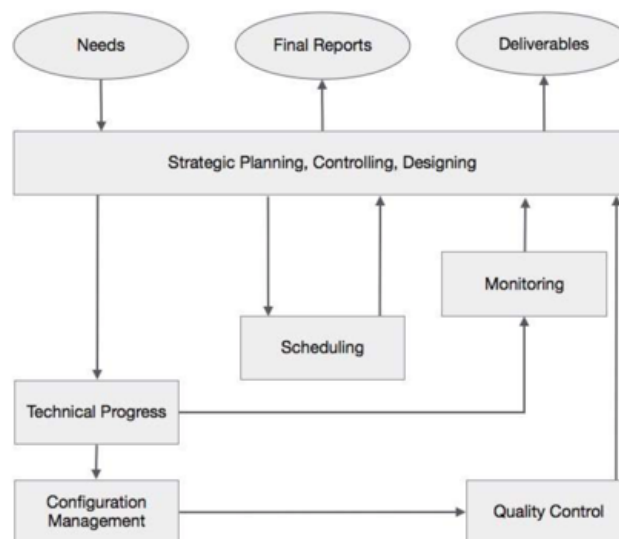 Needs
Final Reports
Deliverables
Strategic Planning, Controlling, Designing
Monitoring
Scheduling
Technical Progress
Configuration
Management
Quality Control